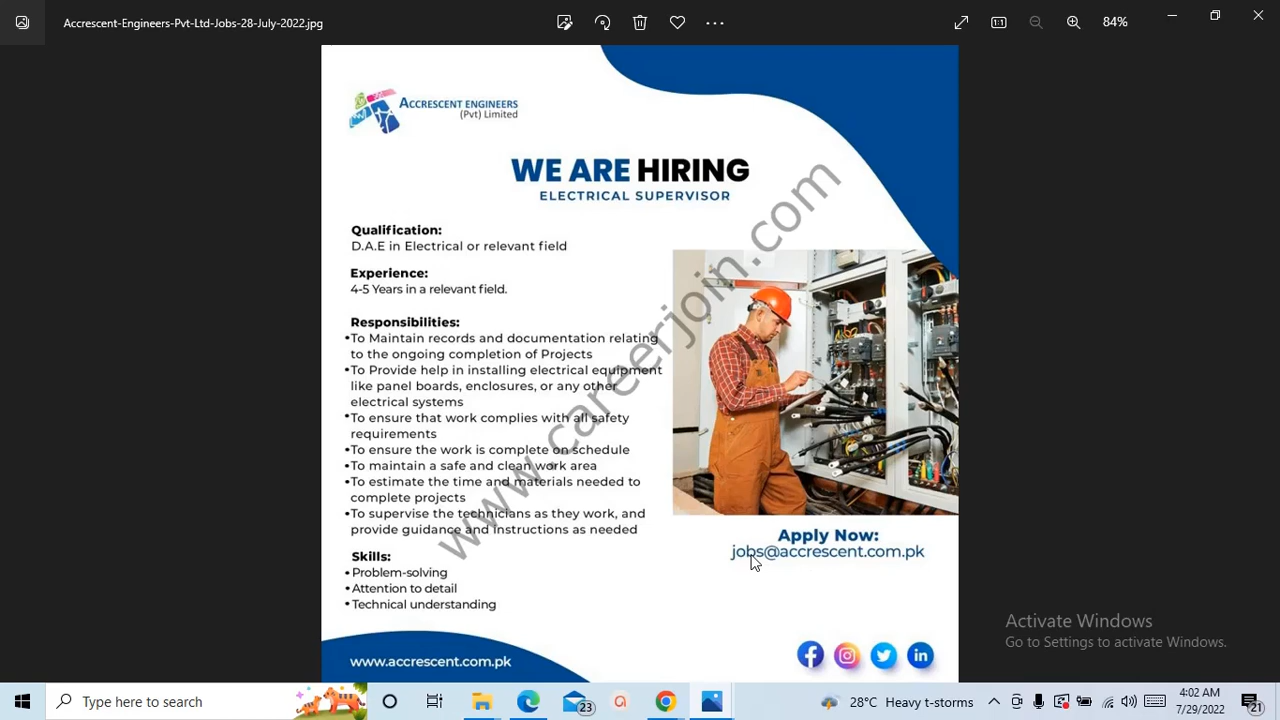 Accrescent-Engineers-Pvt-Ltd-Jobs-28-July-2022.jpg
84%
ACCRESCENT ENGINEERS
(Pvt) Limited
WE ARE HIRING
ELECTRICAL SUPERVISOR
Qualification:
D.A.E in Electrical or relevant field
Experience:
4-5 Years in a relevant field.
Responsibilities:
•To Maintain records and documentation relating
to the ongoing completion of Projects
•To Provide help in installing electrical equipment
like panel boards, enclosures, or any other
electrical systems
•To ensure that work complies with all safety
requirements
•To ensure the work is complete on schedule
•To maintain a safe and clean work area
•To estimate the time and materials needed to
complete projects
•To supervise the technicians as they work, and
provide guidance and instructions as needed
Skills:
•Problem-solving
•Attention to detail
•Technical understanding
www.careerjoin.com
Apply Now:
jobs@accrescent.com.pk
www.accrescent.com.pk
Activate Windows
Go to Settings to activate Windows.
Type here to search
23
28°C Heavy t-storms
4:02 AM
7/29/2022
21